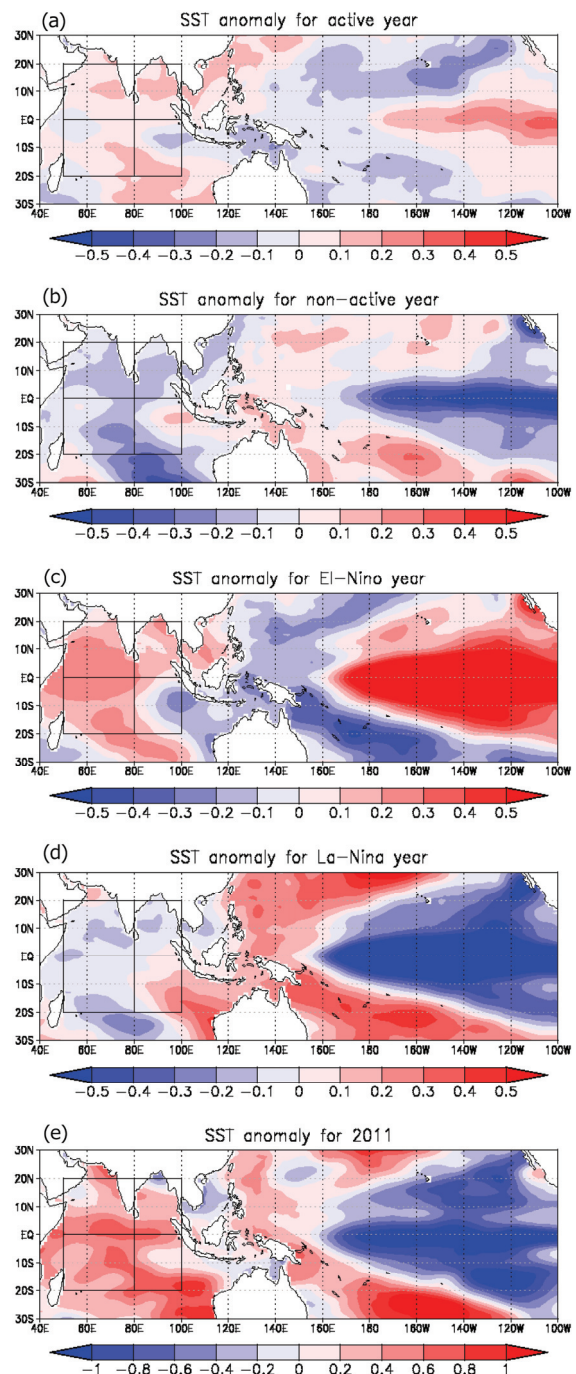 (a) SST anomaly for active year
30N
20N
10N
EQ
10S
20S
30S
40E 60E 80E 100E 120E 140E 160E 180 160W 140W 120W 100W
−0.5 −0.4 −0.3 −0.2 −0.1 0 0.1 0.2 0.3 0.4 0.5
(b) SST anomaly for non-active year
30N
20N
10N
EQ
10S
20S
30S
40E 60E 80E 100E 120E 140E 160E 180 160W 140W 120W 100W
−0.5 −0.4 −0.3 −0.2 −0.1 0 0.1 0.2 0.3 0.4 0.5
(c) SST anomaly for El-Nino year
30N
20N
10N
EQ
10S
20S
30S
40E 60E 80E 100E 120E 140E 160E 180 160W 140W 120W 100W
−0.5 −0.4 −0.3 −0.2 −0.1 0 0.1 0.2 0.3 0.4 0.5
(d) SST anomaly for La-Nina year
30N
20N
10N
EQ
10S
20S
30S
40E 60E 80E 100E 120E 140E 160E 180 160W 140W 120W 100W
−0.5 −0.4 −0.3 −0.2 −0.1 0 0.1 0.2 0.3 0.4 0.5
(e) SST anomaly for 2011
30N
20N
10N
EQ
10S
20S
30S
40E 60E 80E 100E 120E 140E 160E 180 160W 140W 120W 100W
−1 −0.8 −0.6 −0.4 −0.2 0 0.2 0.4 0.6 0.8 1